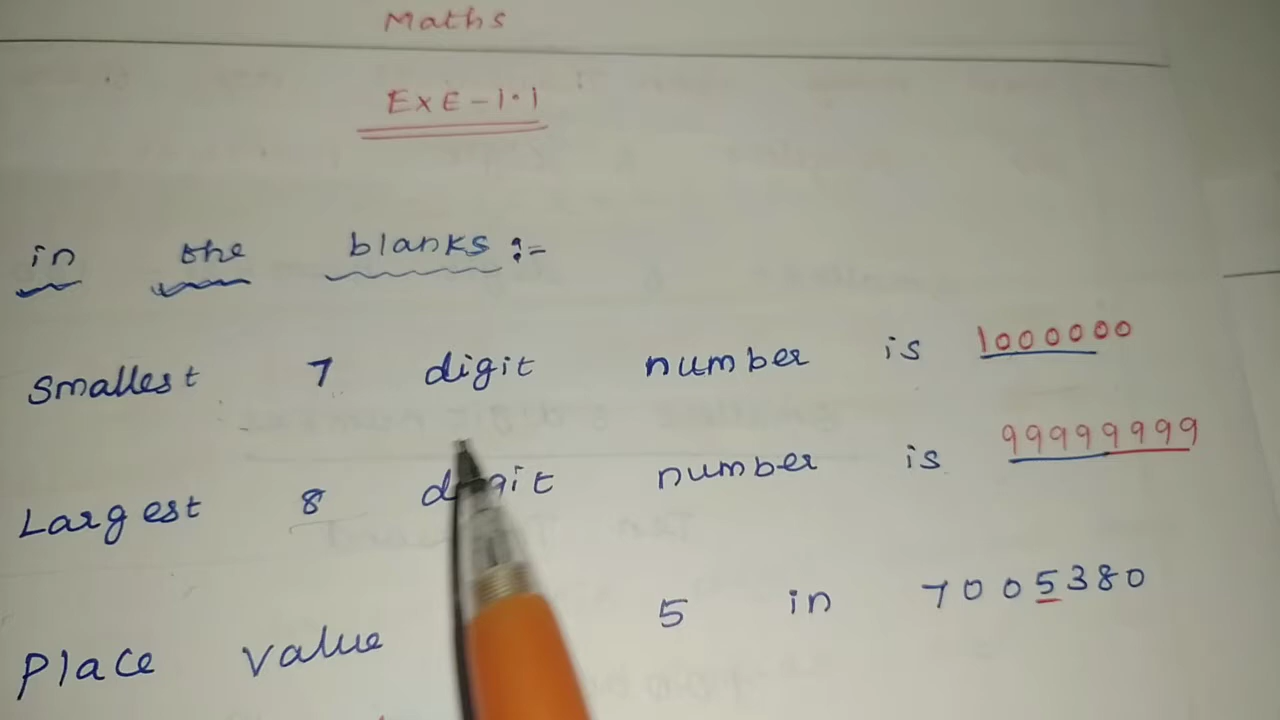 Maths
EXE-1.1
in the blanks :-
Smallest 7 digit number is 1000000
Largest 8 digit number is 99999999
Place value 5 in 7005380